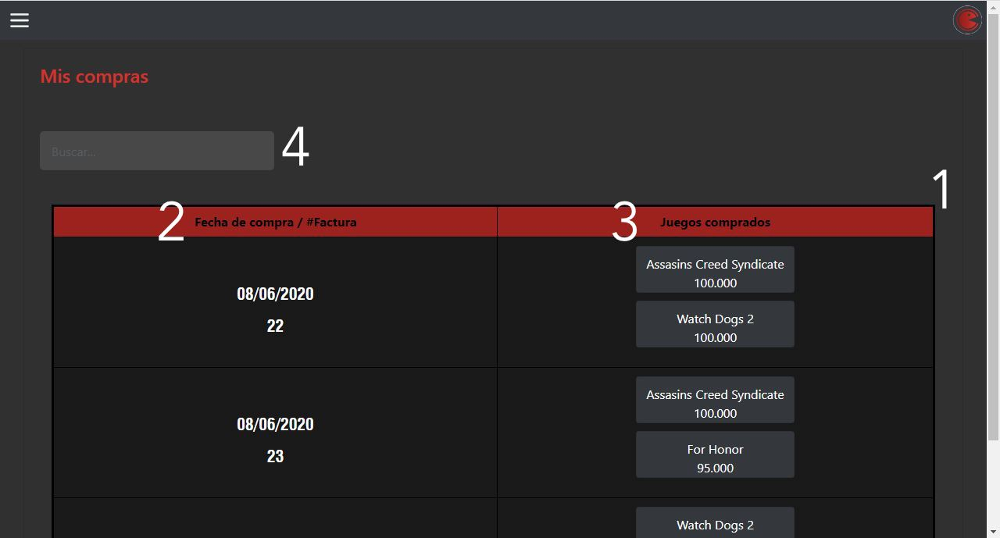 Mis compras
Buscar...
4
1
2 Fecha de compra / #Factura
3 Juegos comprados
08/06/2020
22
Assasins Creed Syndicate
100.000
Watch Dogs 2
100.000
08/06/2020
23
Assasins Creed Syndicate
100.000
For Honor
95.000
Watch Dogs 2